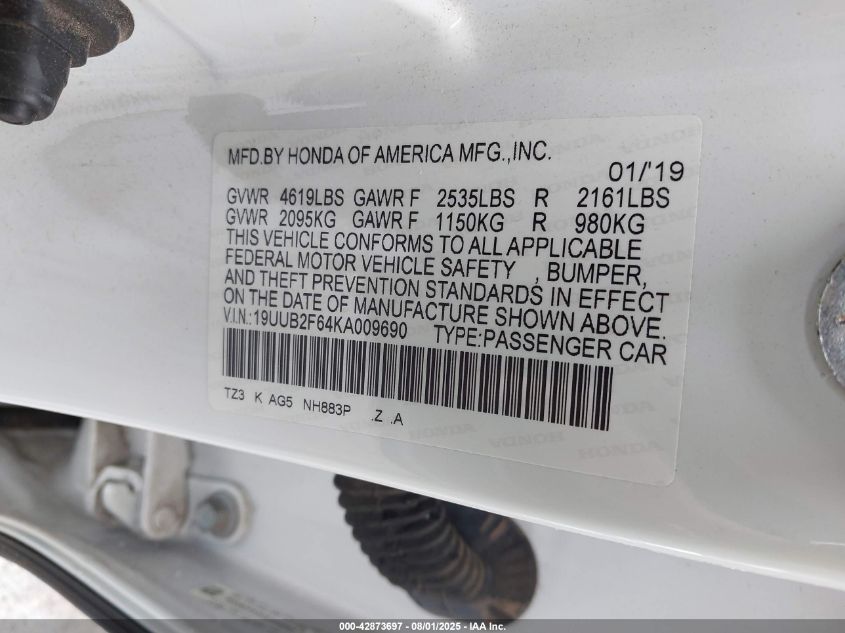 MFD.BY HONDA OF AMERICA MFG.,INC.
01/'19
GVWR 4619LBS GAWR F 2535LBS R 2161LBS
GVWR 2095KG GAWR F 1150KG R 980KG
THIS VEHICLE CONFORMS TO ALL APPLICABLE
FEDERAL MOTOR VEHICLE SAFETY , BUMPER,
AND THEFT PREVENTION STANDARDS IN EFFECT
ON THE DATE OF MANUFACTURE SHOWN ABOVE.
V.I.N.:19UUB2F64KA009690 TYPE:PASSENGER CAR
TZ3 K AG5 NH883P .Z .A
000-42873697 - 08/01/2025 - IAA Inc.